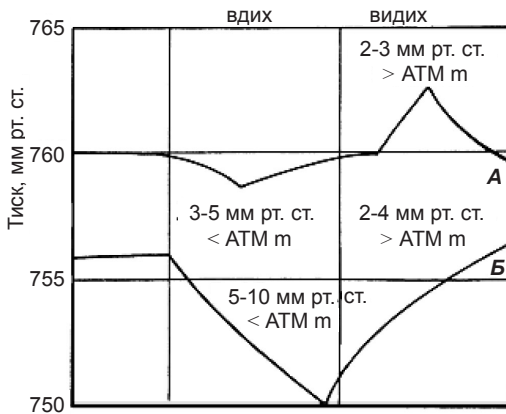 вдих видих
765
2-3 мм рт. ст.
> АТМ m
Тиск, мм рт. ст.
760
А
3-5 мм рт. ст.
< АТМ m
2-4 мм рт. ст.
> АТМ m
Б
755
5-10 мм рт. ст.
< АТМ m
750